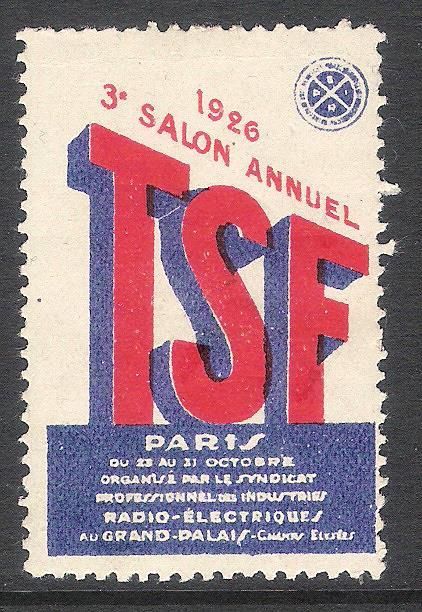 1926
3e SALON ANNUEL
TSF
PARIS
DU 23 AU 31 OCTOBRE
ORGANISÉ PAR LE SYNDICAT
PROFESSIONNEL DES INDUSTRIES
RADIO-ÉLECTRIQUES
AU GRAND-PALAIS-CHAMPS ELYSÉES